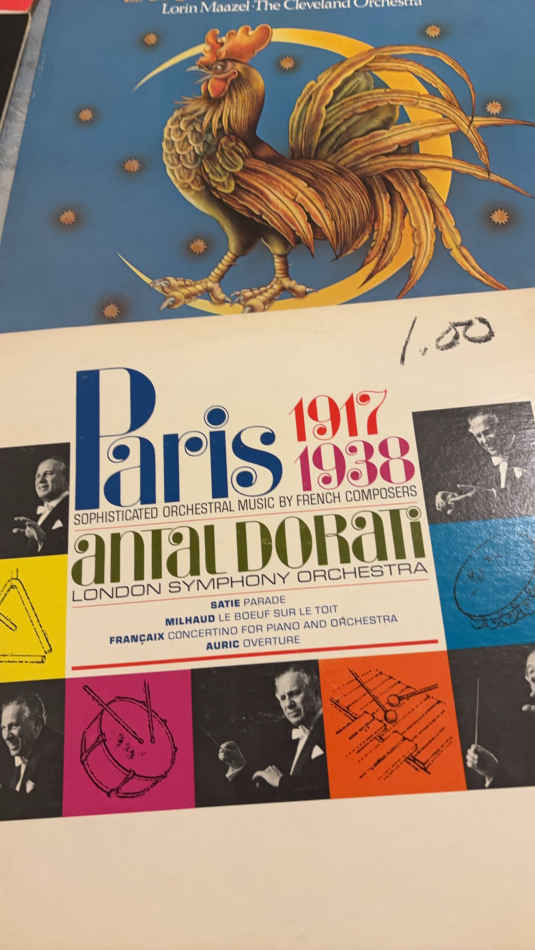 Lorin Maazel·The Cleveland Orchestra
1.00
Paris 1917
1938
SOPHISTICATED ORCHESTRAL MUSIC BY FRENCH COMPOSERS
antal DORati
LONDON SYMPHONY ORCHESTRA
SATIE PARADE
MILHAUD LE BOEUF SUR LE TOIT
FRANÇAIX CONCERTINO FOR PIANO AND ORCHESTRA
AURIC OVERTURE